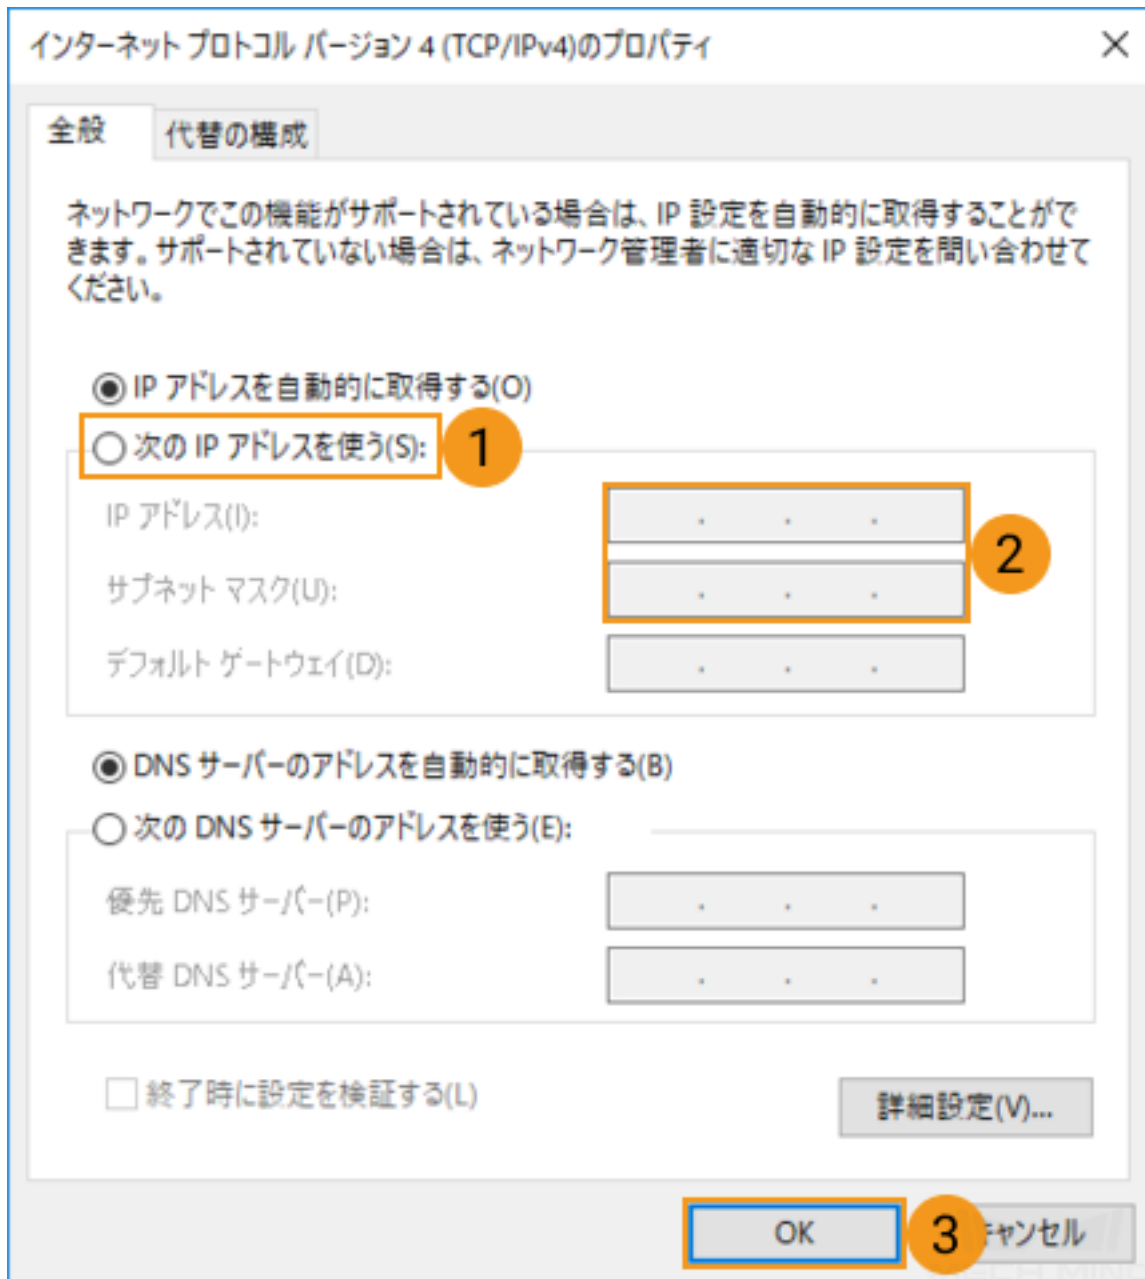 インターネット プロトコル バージョン 4 (TCP/IPv4)のプロパティ
全般
代替の構成
ネットワークでこの機能がサポートされている場合は、IP 設定を自動的に取得することがで
きます。サポートされていない場合は、ネットワーク管理者に適切な IP 設定を問い合わせて
ください。
IP アドレスを自動的に取得する(O)
次の IP アドレスを使う(S):
1
IP アドレス(I):
2
サブネット マスク(U):
デフォルト ゲートウェイ(D):
DNS サーバーのアドレスを自動的に取得する(B)
次の DNS サーバーのアドレスを使う(E):
優先 DNS サーバー(P):
代替 DNS サーバー(A):
終了時に設定を検証する(L)
詳細設定(V)...
OK
3
キャンセル